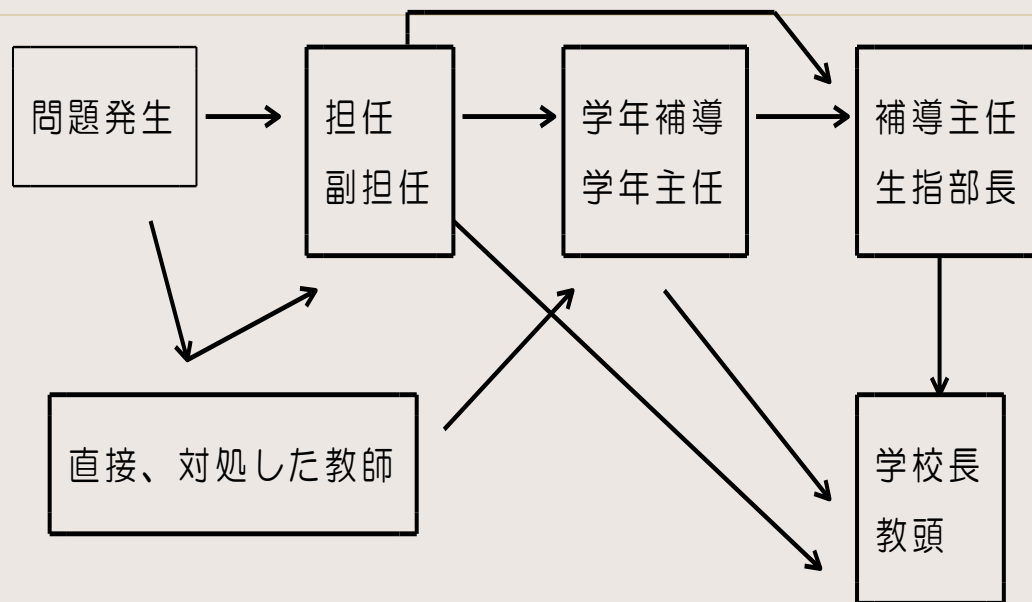 問題発生
担任
副担任
学年補導
学年主任
補導主任
生指部長
直接、対処した教師
学校長
教頭